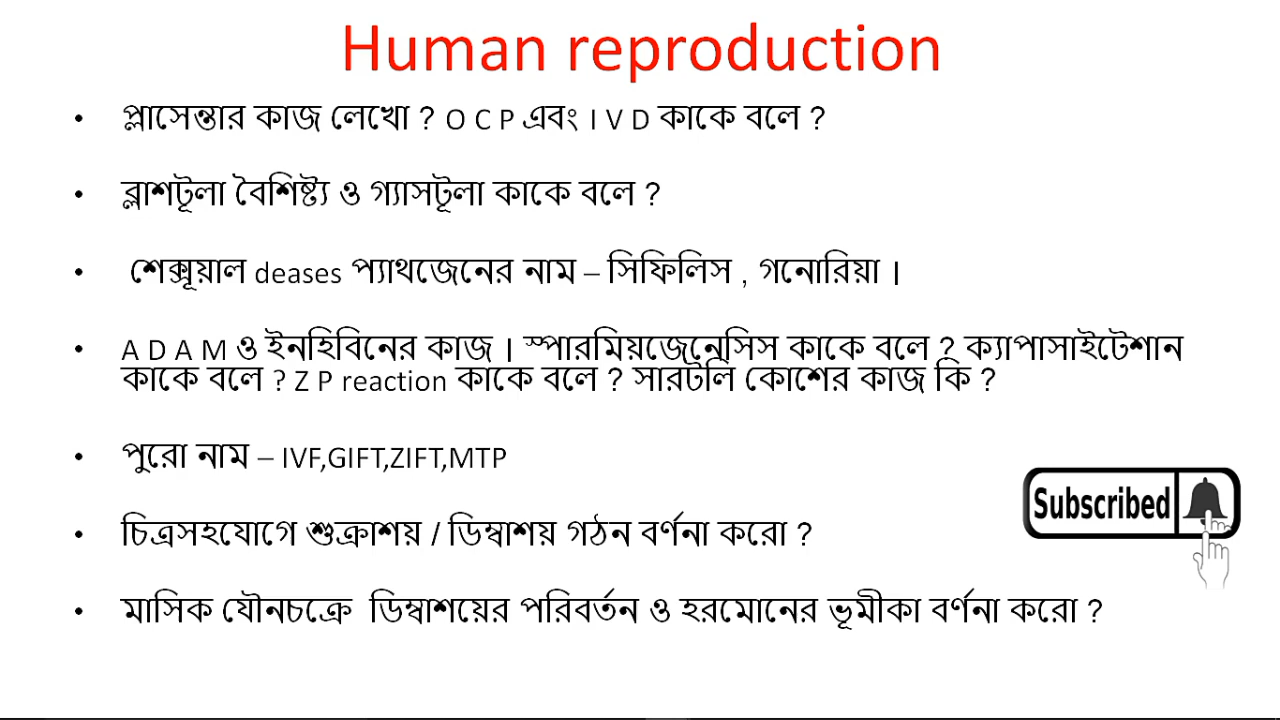 Human reproduction
• প্লাসেন্তার কাজ লেখো ? O C P এবং I V D কাকে বলে ?
• ব্লাশটূলা বৈশিষ্ট্য ও গ্যাসটূলা কাকে বলে ?
• শেক্সূয়াল deases প্যাথজেনের নাম – সিফিলিস , গনোরিয়া ।
• A D A M ও ইনহিবিনের কাজ । স্পারমিয়জেনেসিস কাকে বলে ? ক্যাপাসাইটেশান
কাকে বলে ? Z P reaction কাকে বলে ? সারটলি কোশের কাজ কি ?
• পুরো নাম – IVF,GIFT,ZIFT,MTP
Subscribed
• চিত্রসহযোগে শুক্রাশয় / ডিম্বাশয় গঠন বর্ণনা করো ?
• মাসিক যৌনচক্রে ডিম্বাশয়ের পরিবর্তন ও হরমোনের ভূমীকা বর্ণনা করো ?